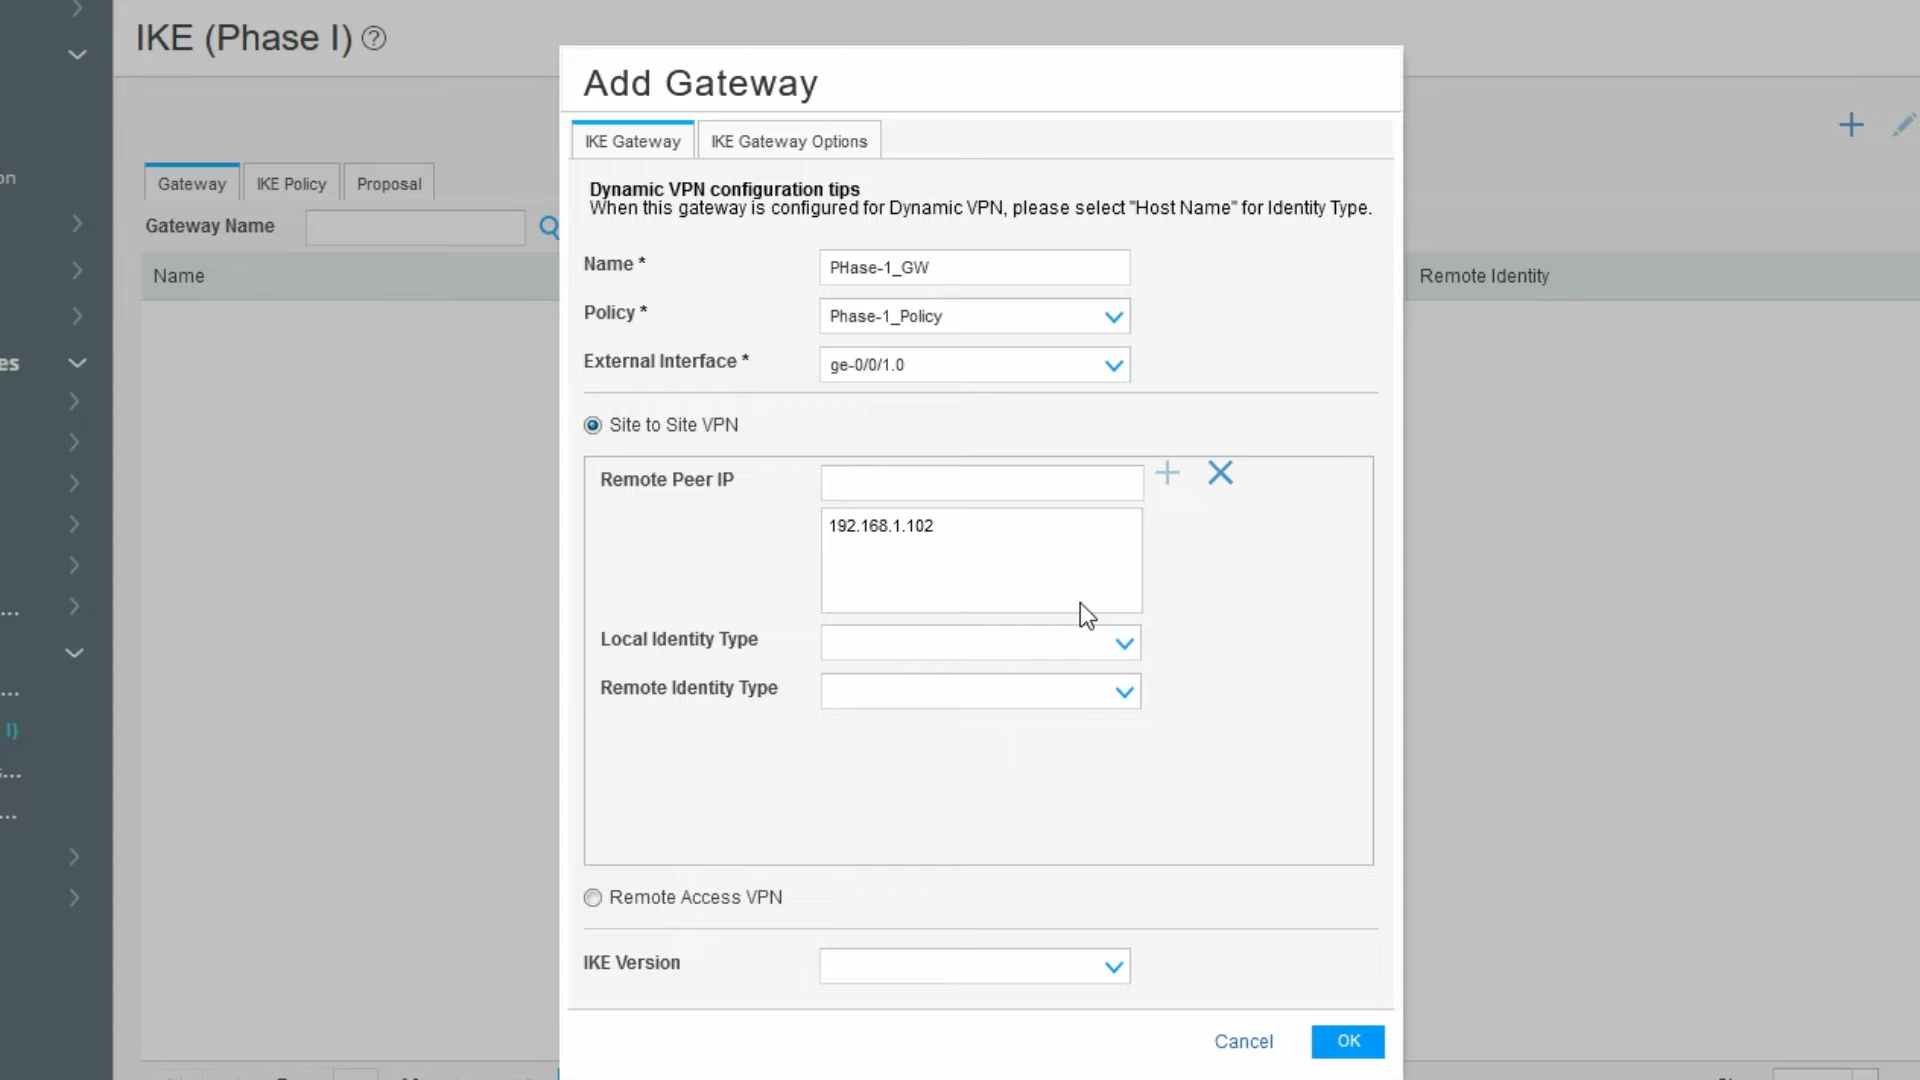 IKE (Phase I) ?
Add Gateway
IKE Gateway
IKE Gateway Options
on
Dynamic VPN configuration tips
When this gateway is configured for Dynamic VPN, please select "Host Name" for Identity Type.
Gateway
IKE Policy
Proposal
Gateway Name
Name
Remote Identity
Name *
PHase-1_GW
Policy *
Phase-1_Policy
External Interface *
ge-0/0/1.0
es
Site to Site VPN
Remote Peer IP
192.168.1.102
...
Local Identity Type
Remote Identity Type
...
I)
s...
...
Remote Access VPN
IKE Version
Cancel
OK